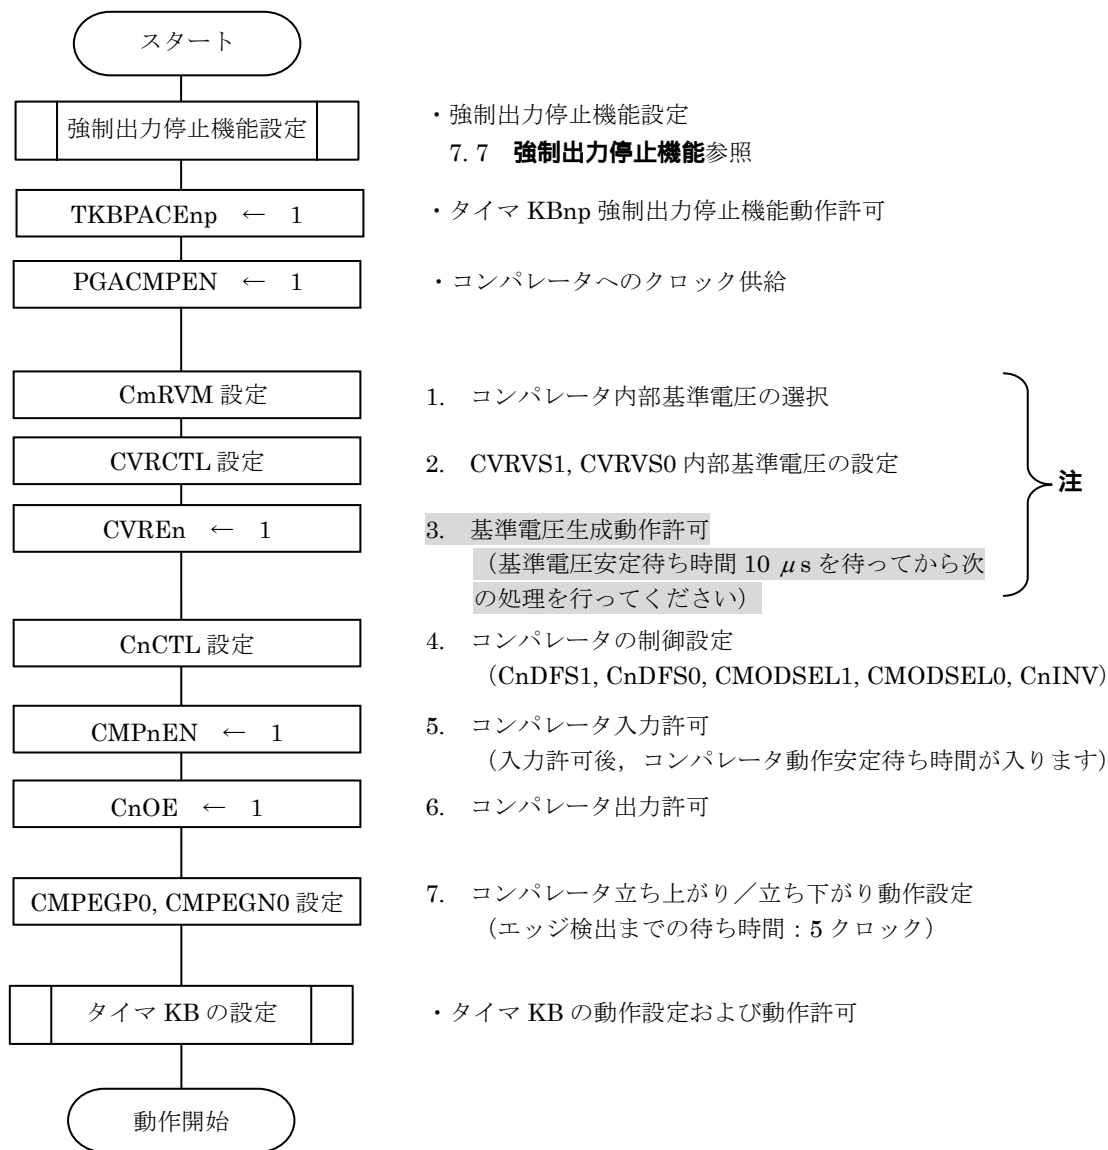 スタート
強制出力停止機能設定
・強制出力停止機能設定
7. 7 強制出力停止機能参照
TKBPACEnp ← 1
・タイマ KBnp 強制出力停止機能動作許可
PGACMPEN ← 1
・コンパレータへのクロック供給
CmRVM 設定
1. コンパレータ内部基準電圧の選択
CVRCTL 設定
2. CVRVS1, CVRVS0 内部基準電圧の設定
注
CVREn ← 1
3. 基準電圧生成動作許可
（基準電圧安定待ち時間 10 μs を待ってから次
の処理を行ってください）
CnCTL 設定
4. コンパレータの制御設定
（CnDFS1, CnDFS0, CMODSEL1, CMODSEL0, CnINV）
CMPnEN ← 1
5. コンパレータ入力許可
（入力許可後，コンパレータ動作安定待ち時間が入ります）
CnOE ← 1
6. コンパレータ出力許可
CMPEGP0, CMPEGN0 設定
7. コンパレータ立ち上がり／立ち下がり動作設定
（エッジ検出までの待ち時間：5 クロック）
タイマ KB の設定
・タイマ KB の動作設定および動作許可
動作開始